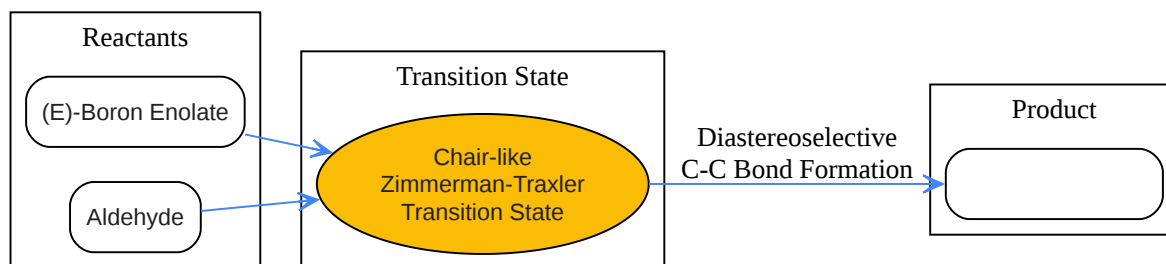 Reactants
(E)-Boron Enolate
Aldehyde
Transition State
Chair-like
Zimmerman-Traxler
Transition State
Diastereoselective
C-C Bond Formation
Product